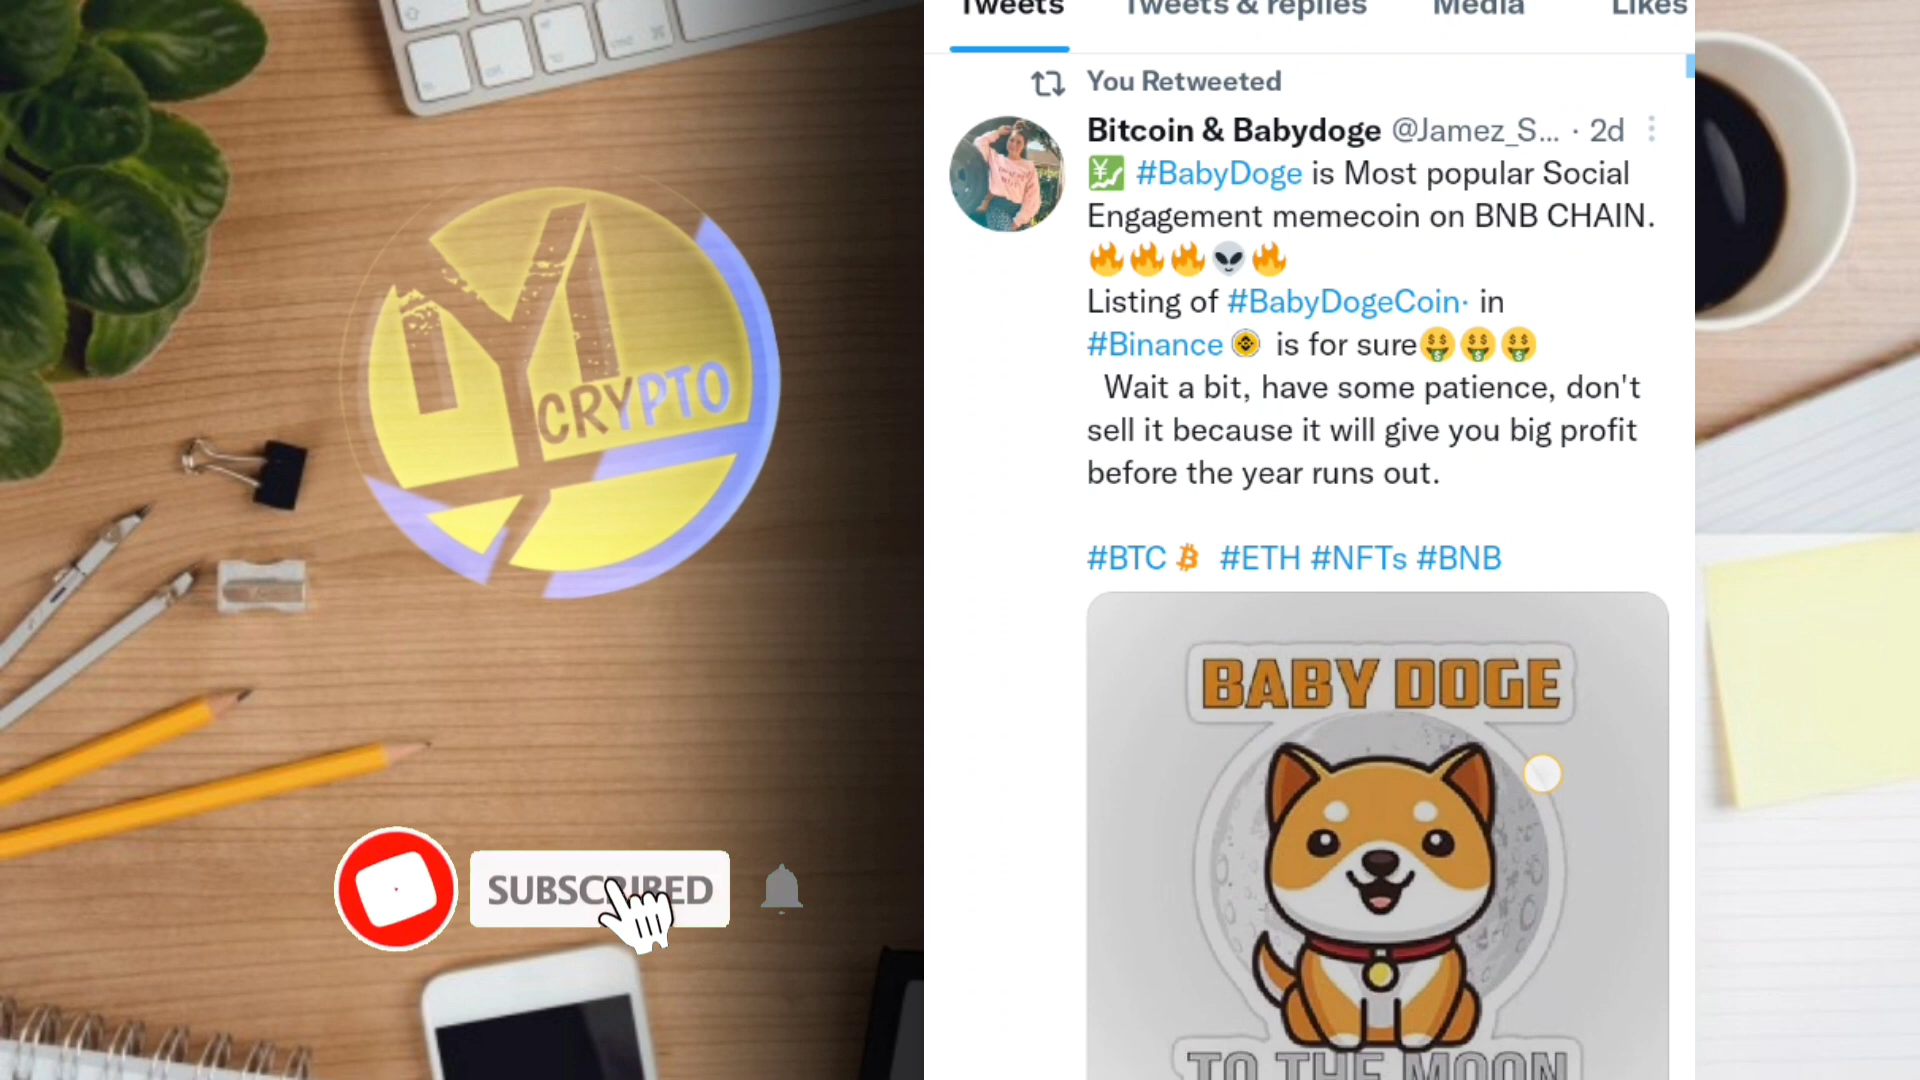 MY
CRYPTO
SUBSCRIBED
Tweets Tweets & replies Media Likes
You Retweeted
Bitcoin & Babydoge @Jamez_S... · 2d
💹 #BabyDoge is Most popular Social
Engagement memecoin on BNB CHAIN.
🔥🔥🔥👽🔥
Listing of #BabyDogeCoin· in
#Binance is for sure🤑🤑🤑
Wait a bit, have some patience, don't
sell it because it will give you big profit
before the year runs out.
#BTC #ETH #NFTs #BNB
BABY DOGE
TO THE MOON